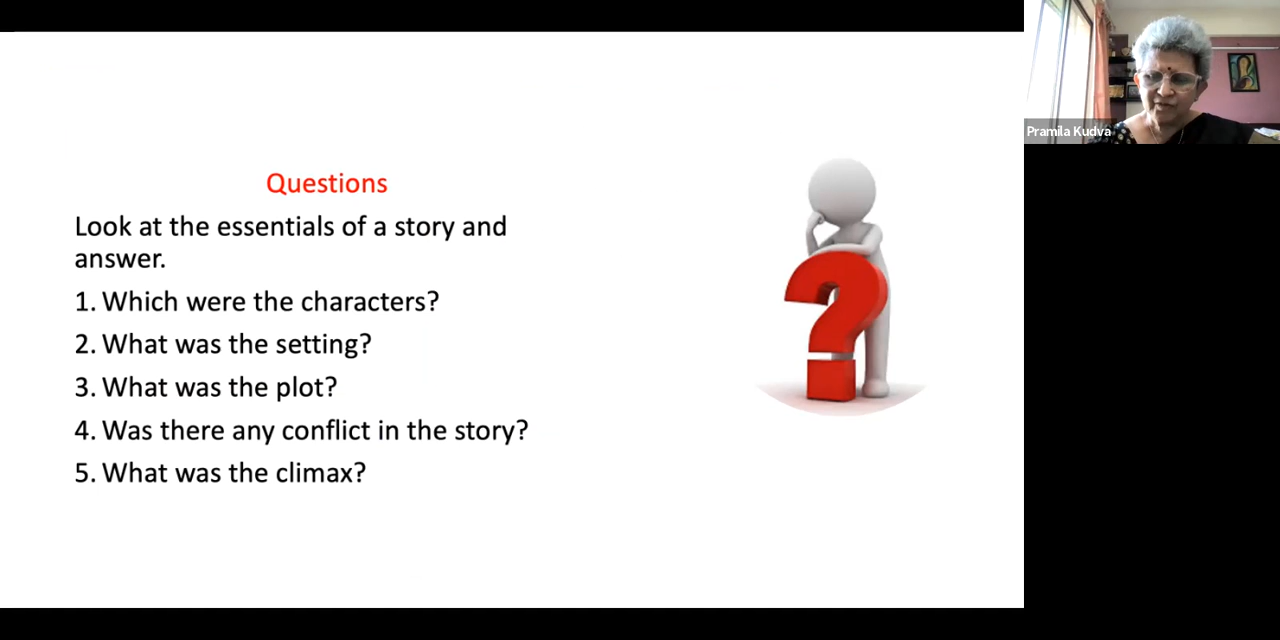 Questions
Look at the essentials of a story and
answer.
1. Which were the characters?
2. What was the setting?
3. What was the plot?
4. Was there any conflict in the story?
5. What was the climax?
Pramila Kudva